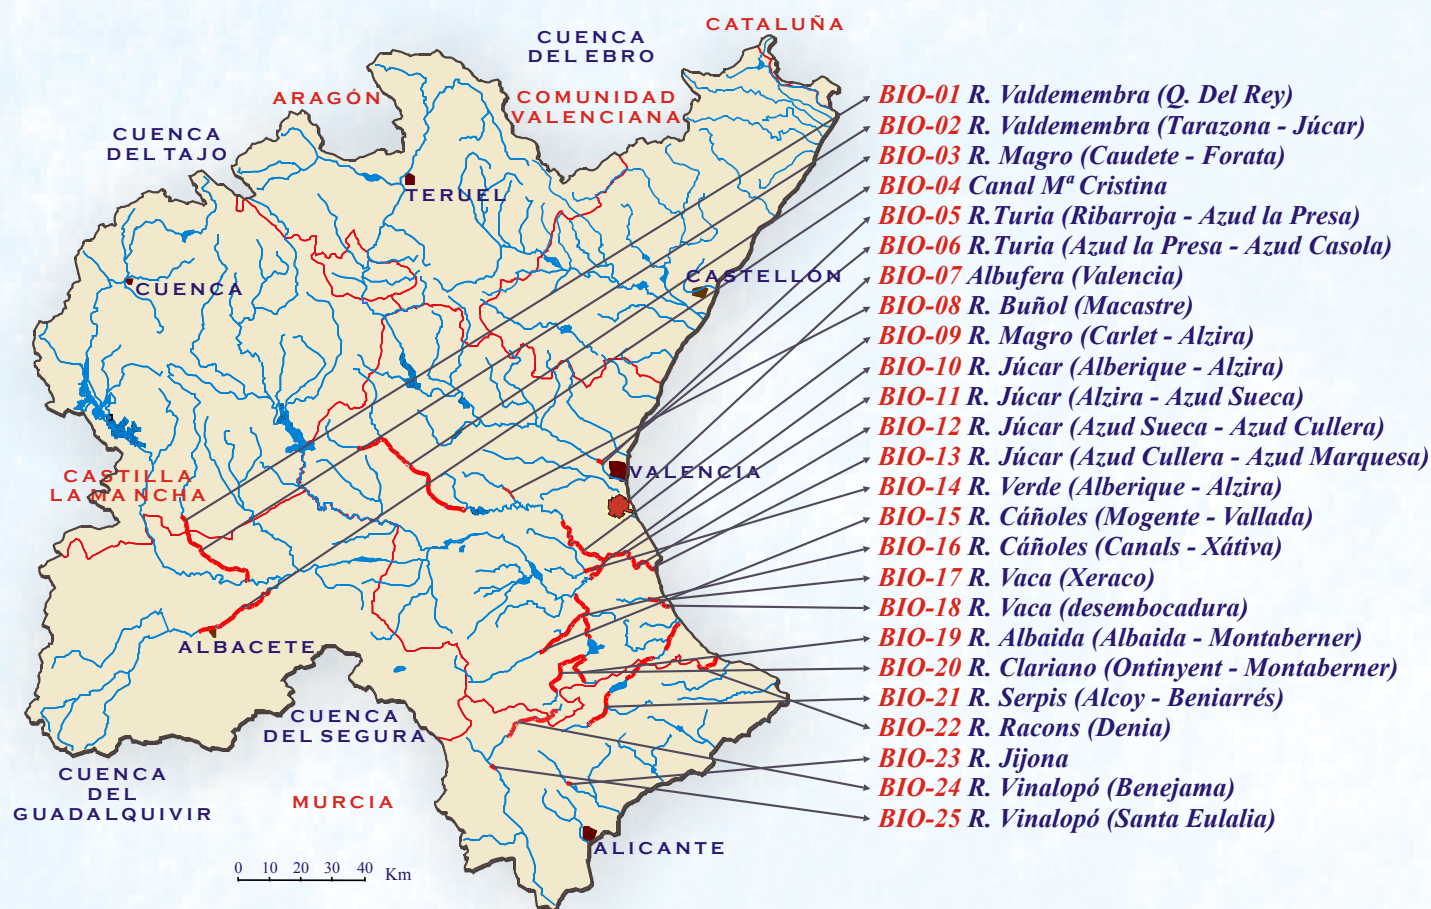 CATALUÑA
CUENCA
DEL EBRO
ARAGÓN
COMUNIDAD
VALENCIANA
CUENCA
DEL TAJO
TERUEL
CUENCA
CASTELLÓN
CASTILLA
LA MANCHA
VALENCIA
ALBACETE
CUENCA
DEL SEGURA
CUENCA
DEL
GUADALQUIVIR
MURCIA
ALICANTE
0 10 20 30 40 Km
BIO-01 R. Valdemembra (Q. Del Rey)
BIO-02 R. Valdemembra (Tarazona - Júcar)
BIO-03 R. Magro (Caudete - Forata)
BIO-04 Canal Mª Cristina
BIO-05 R.Turia (Ribarroja - Azud la Presa)
BIO-06 R.Turia (Azud la Presa - Azud Casola)
BIO-07 Albufera (Valencia)
BIO-08 R. Buñol (Macastre)
BIO-09 R. Magro (Carlet - Alzira)
BIO-10 R. Júcar (Alberique - Alzira)
BIO-11 R. Júcar (Alzira - Azud Sueca)
BIO-12 R. Júcar (Azud Sueca - Azud Cullera)
BIO-13 R. Júcar (Azud Cullera - Azud Marquesa)
BIO-14 R. Verde (Alberique - Alzira)
BIO-15 R. Cáñoles (Mogente - Vallada)
BIO-16 R. Cáñoles (Canals - Xátiva)
BIO-17 R. Vaca (Xeraco)
BIO-18 R. Vaca (desembocadura)
BIO-19 R. Albaida (Albaida - Montaberner)
BIO-20 R. Clariano (Ontinyent - Montaberner)
BIO-21 R. Serpis (Alcoy - Beniarrés)
BIO-22 R. Racons (Denia)
BIO-23 R. Jijona
BIO-24 R. Vinalopó (Benejama)
BIO-25 R. Vinalopó (Santa Eulalia)